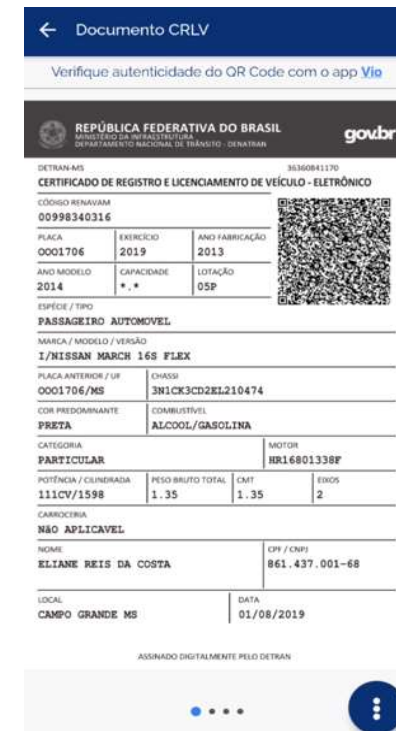 Documento CRLV
Verifique autenticidade do QR Code com o app Vio
REPÚBLICA FEDERATIVA DO BRASIL
MINISTÉRIO DA INFRAESTRUTURA
DEPARTAMENTO NACIONAL DE TRÂNSITO - DENATRAN
gov.br
DETRAN-MS
36360841170
CERTIFICADO DE REGISTRO E LICENCIAMENTO DE VEÍCULO - ELETRÔNICO
CÓDIGO RENAVAM
00998340316
PLACA EXERCÍCIO ANO FABRICAÇÃO
OOO1706 2019 2013
ANO MODELO CAPACIDADE LOTAÇÃO
2014 *.* 05P
ESPÉCIE / TIPO
PASSAGEIRO AUTOMOVEL
MARCA / MODELO / VERSÃO
I/NISSAN MARCH 16S FLEX
PLACA ANTERIOR / UF CHASSI
OOO1706/MS 3N1CK3CD2EL210474
COR PREDOMINANTE COMBUSTÍVEL
PRETA ALCOOL/GASOLINA
CATEGORIA MOTOR
PARTICULAR HR16801338F
POTÊNCIA / CILINDRADA PESO BRUTO TOTAL CMT EIXOS
111CV/1598 1.35 1.35 2
CARROCERIA
NãO APLICAVEL
NOME CPF / CNPJ
ELIANE REIS DA COSTA 861.437.001-68
LOCAL DATA
CAMPO GRANDE MS 01/08/2019
ASSINADO DIGITALMENTE PELO DETRAN